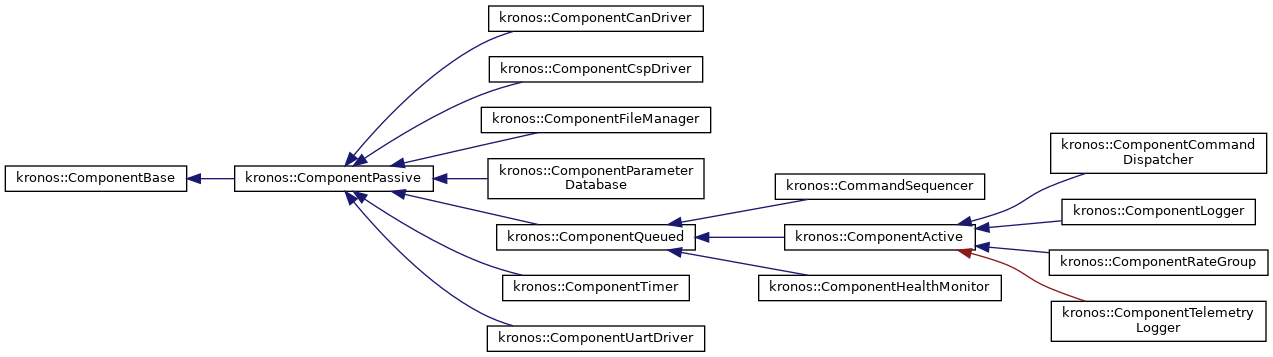 kronos::ComponentBase
kronos::ComponentPassive
kronos::ComponentCanDriver
kronos::ComponentCspDriver
kronos::ComponentFileManager
kronos::ComponentParameter
Database
kronos::ComponentQueued
kronos::ComponentTimer
kronos::ComponentUartDriver
kronos::CommandSequencer
kronos::ComponentActive
kronos::ComponentHealthMonitor
kronos::ComponentCommand
Dispatcher
kronos::ComponentLogger
kronos::ComponentRateGroup
kronos::ComponentTelemetry
Logger